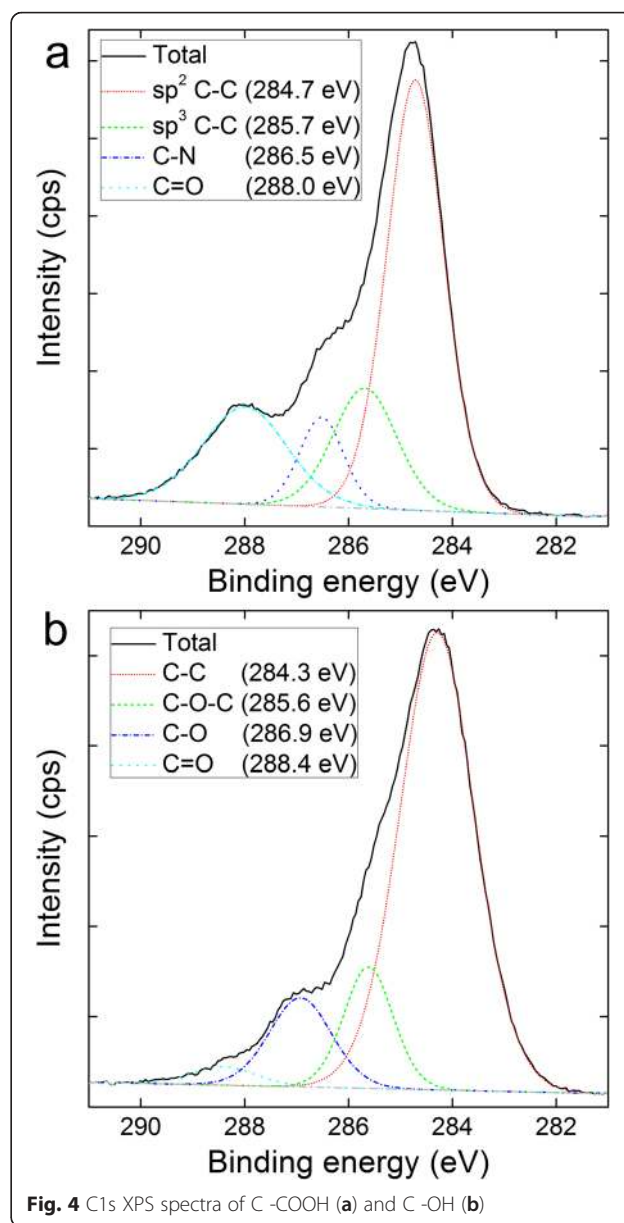 a
Total
sp² C-C (284.7 eV)
sp³ C-C (285.7 eV)
C-N (286.5 eV)
C=O (288.0 eV)
Intensity (cps)
290 288 286 284 282
Binding energy (eV)
b
Total
C-C (284.3 eV)
C-O-C (285.6 eV)
C-O (286.9 eV)
C=O (288.4 eV)
Intensity (cps)
290 288 286 284 282
Binding energy (eV)
Fig. 4 C1s XPS spectra of C -COOH (a) and C -OH (b)